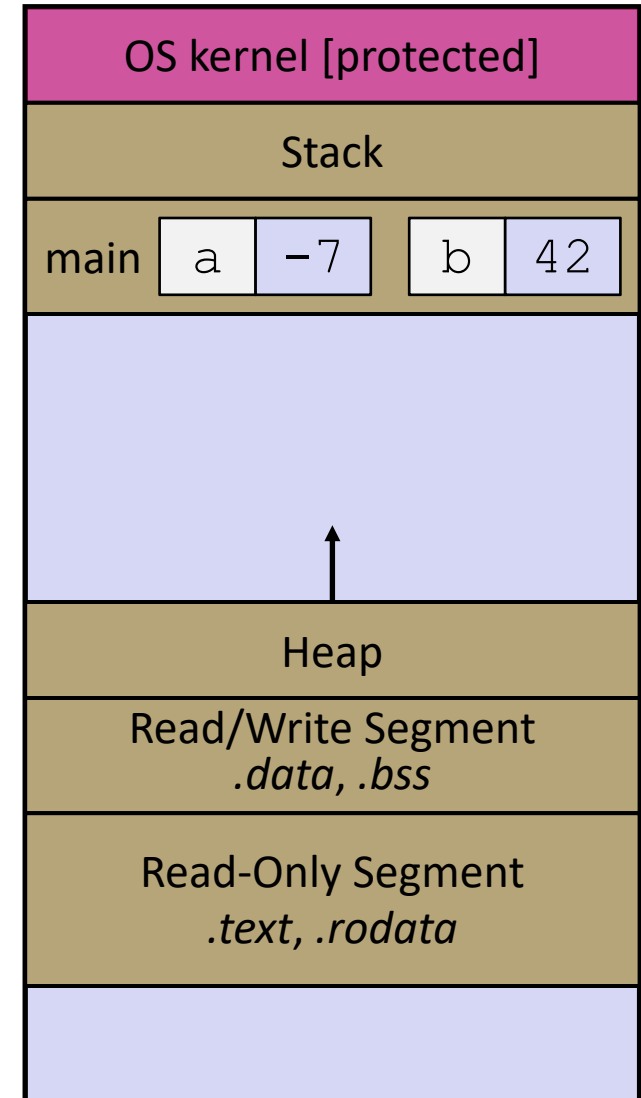 OS kernel [protected]
Stack
main a -7 b 42
Heap
Read/Write Segment
.data, .bss
Read-Only Segment
.text, .rodata